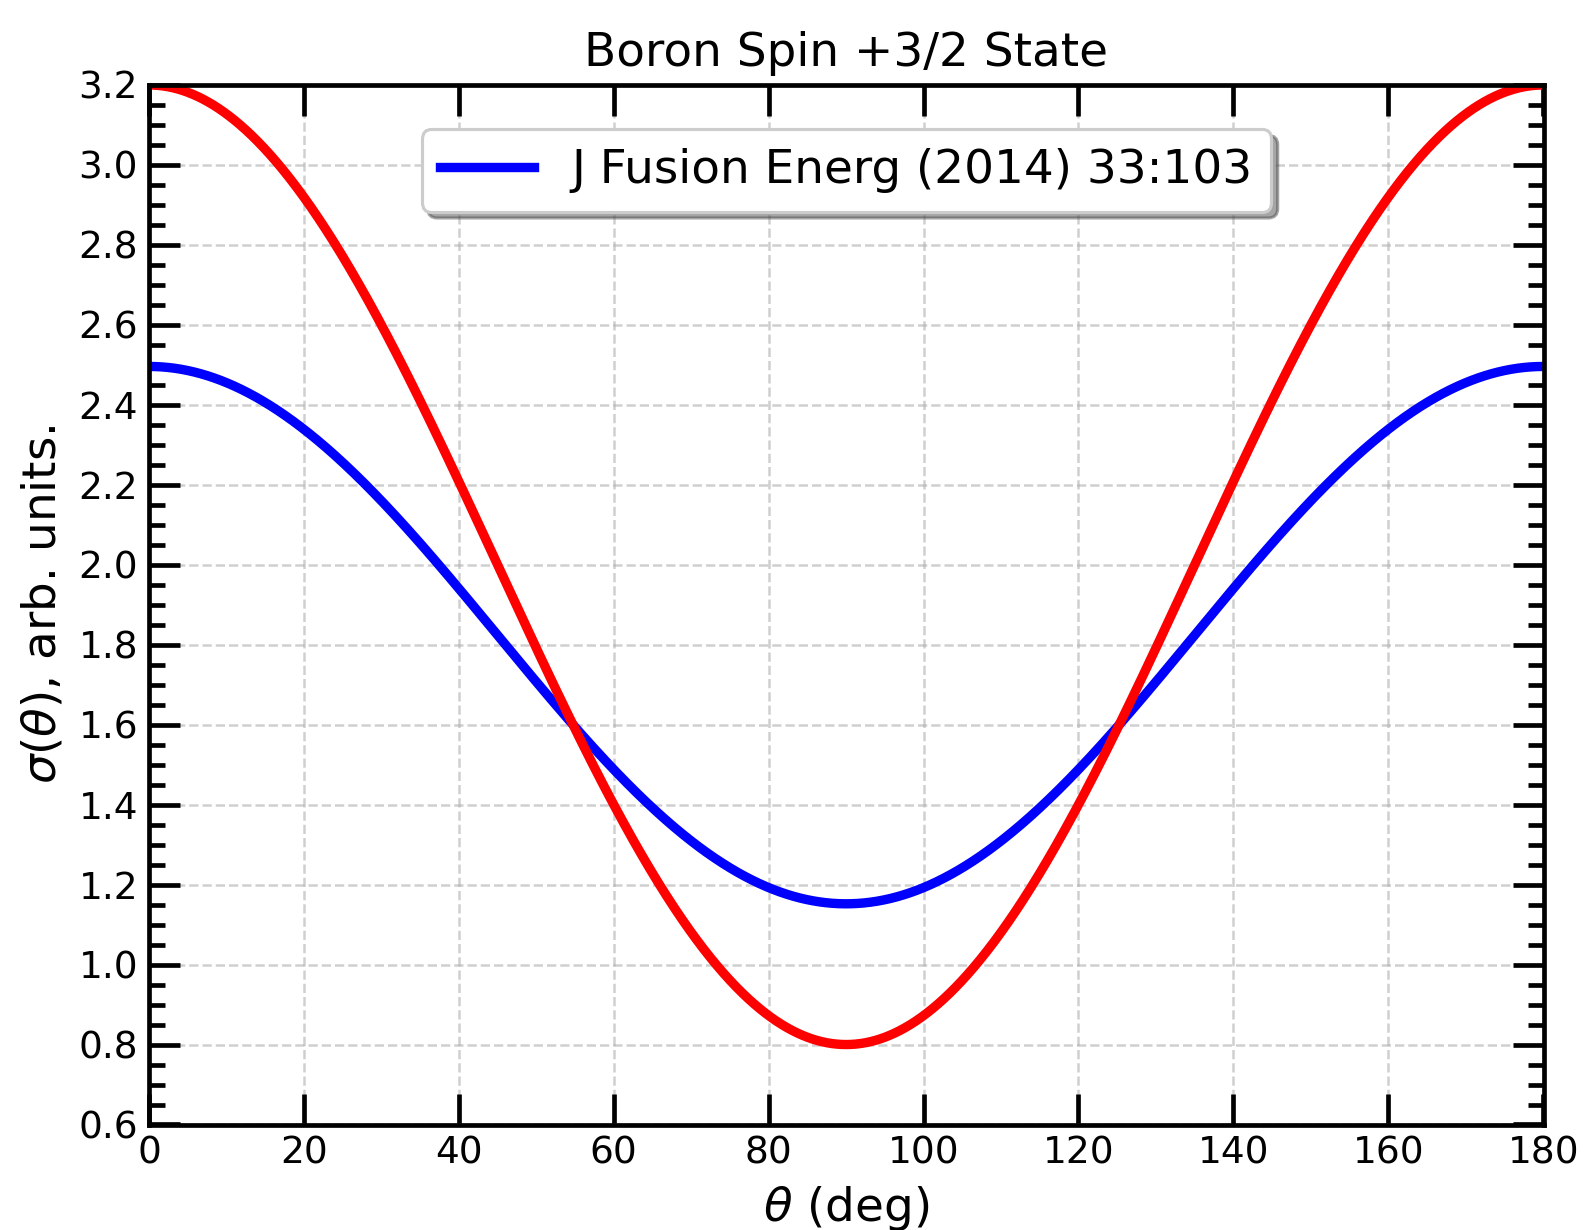 Boron Spin +3/2 State
J Fusion Energ (2014) 33:103
σ(θ), arb. units.
3.2
3.0
2.8
2.6
2.4
2.2
2.0
1.8
1.6
1.4
1.2
1.0
0.8
0.6
0 20 40 60 80 100 120 140 160 180
θ (deg)